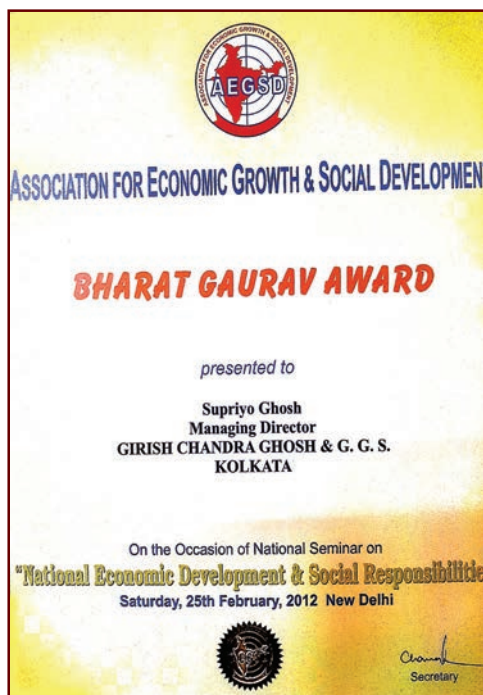 ASSOCIATION FOR ECONOMIC GROWTH & SOCIAL DEVELOPMENT
AEGSD
ASSOCIATION FOR ECONOMIC GROWTH & SOCIAL DEVELOPMENT
BHARAT GAURAV AWARD
presented to
Supriyo Ghosh
Managing Director
GIRISH CHANDRA GHOSH & G. G. S.
KOLKATA
On the Occasion of National Seminar on
"National Economic Development & Social Responsibilitie
Saturday, 25th February, 2012 New Delhi
Secretary